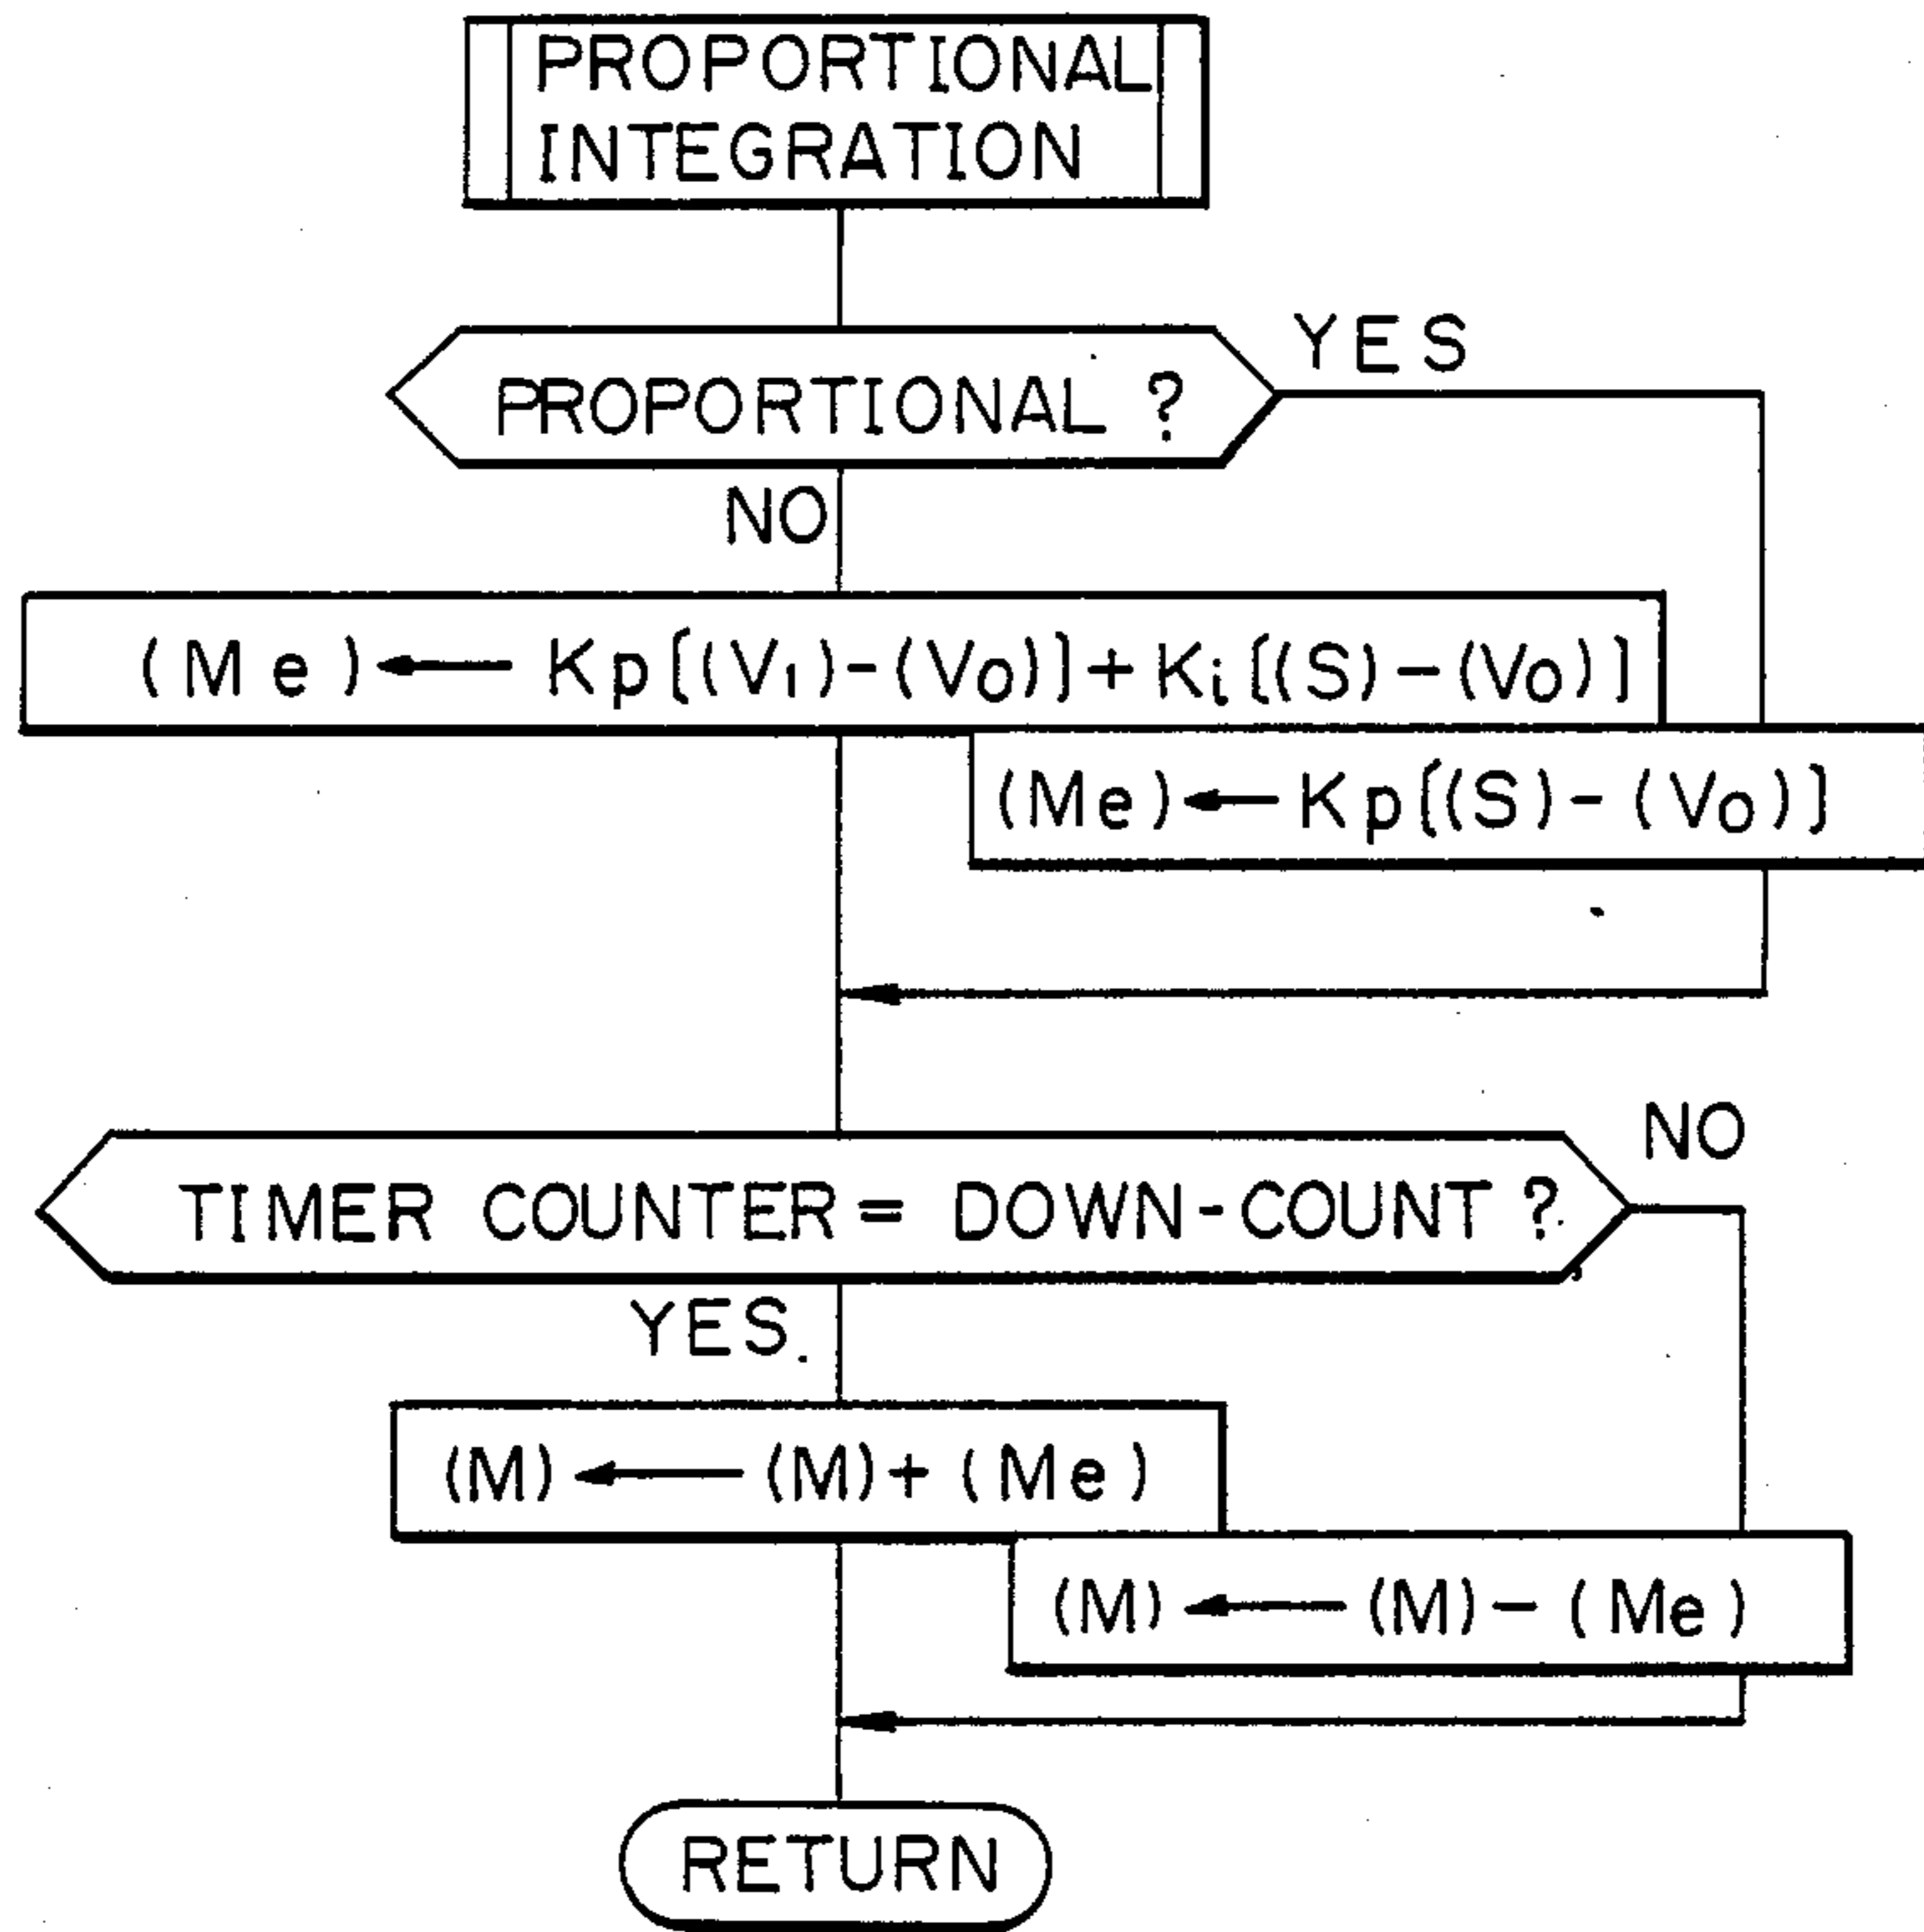 PROPORTIONAL
INTEGRATION
PROPORTIONAL ?
YES
NO
(Me) ← Kp[(V1)-(Vo)]+Ki[(S)-(Vo)]
(Me) ← Kp[(S)-(Vo)]
NO
TIMER COUNTER = DOWN-COUNT ?
YES
(M) ← (M)+(Me)
(M) ← (M)-(Me)
RETURN